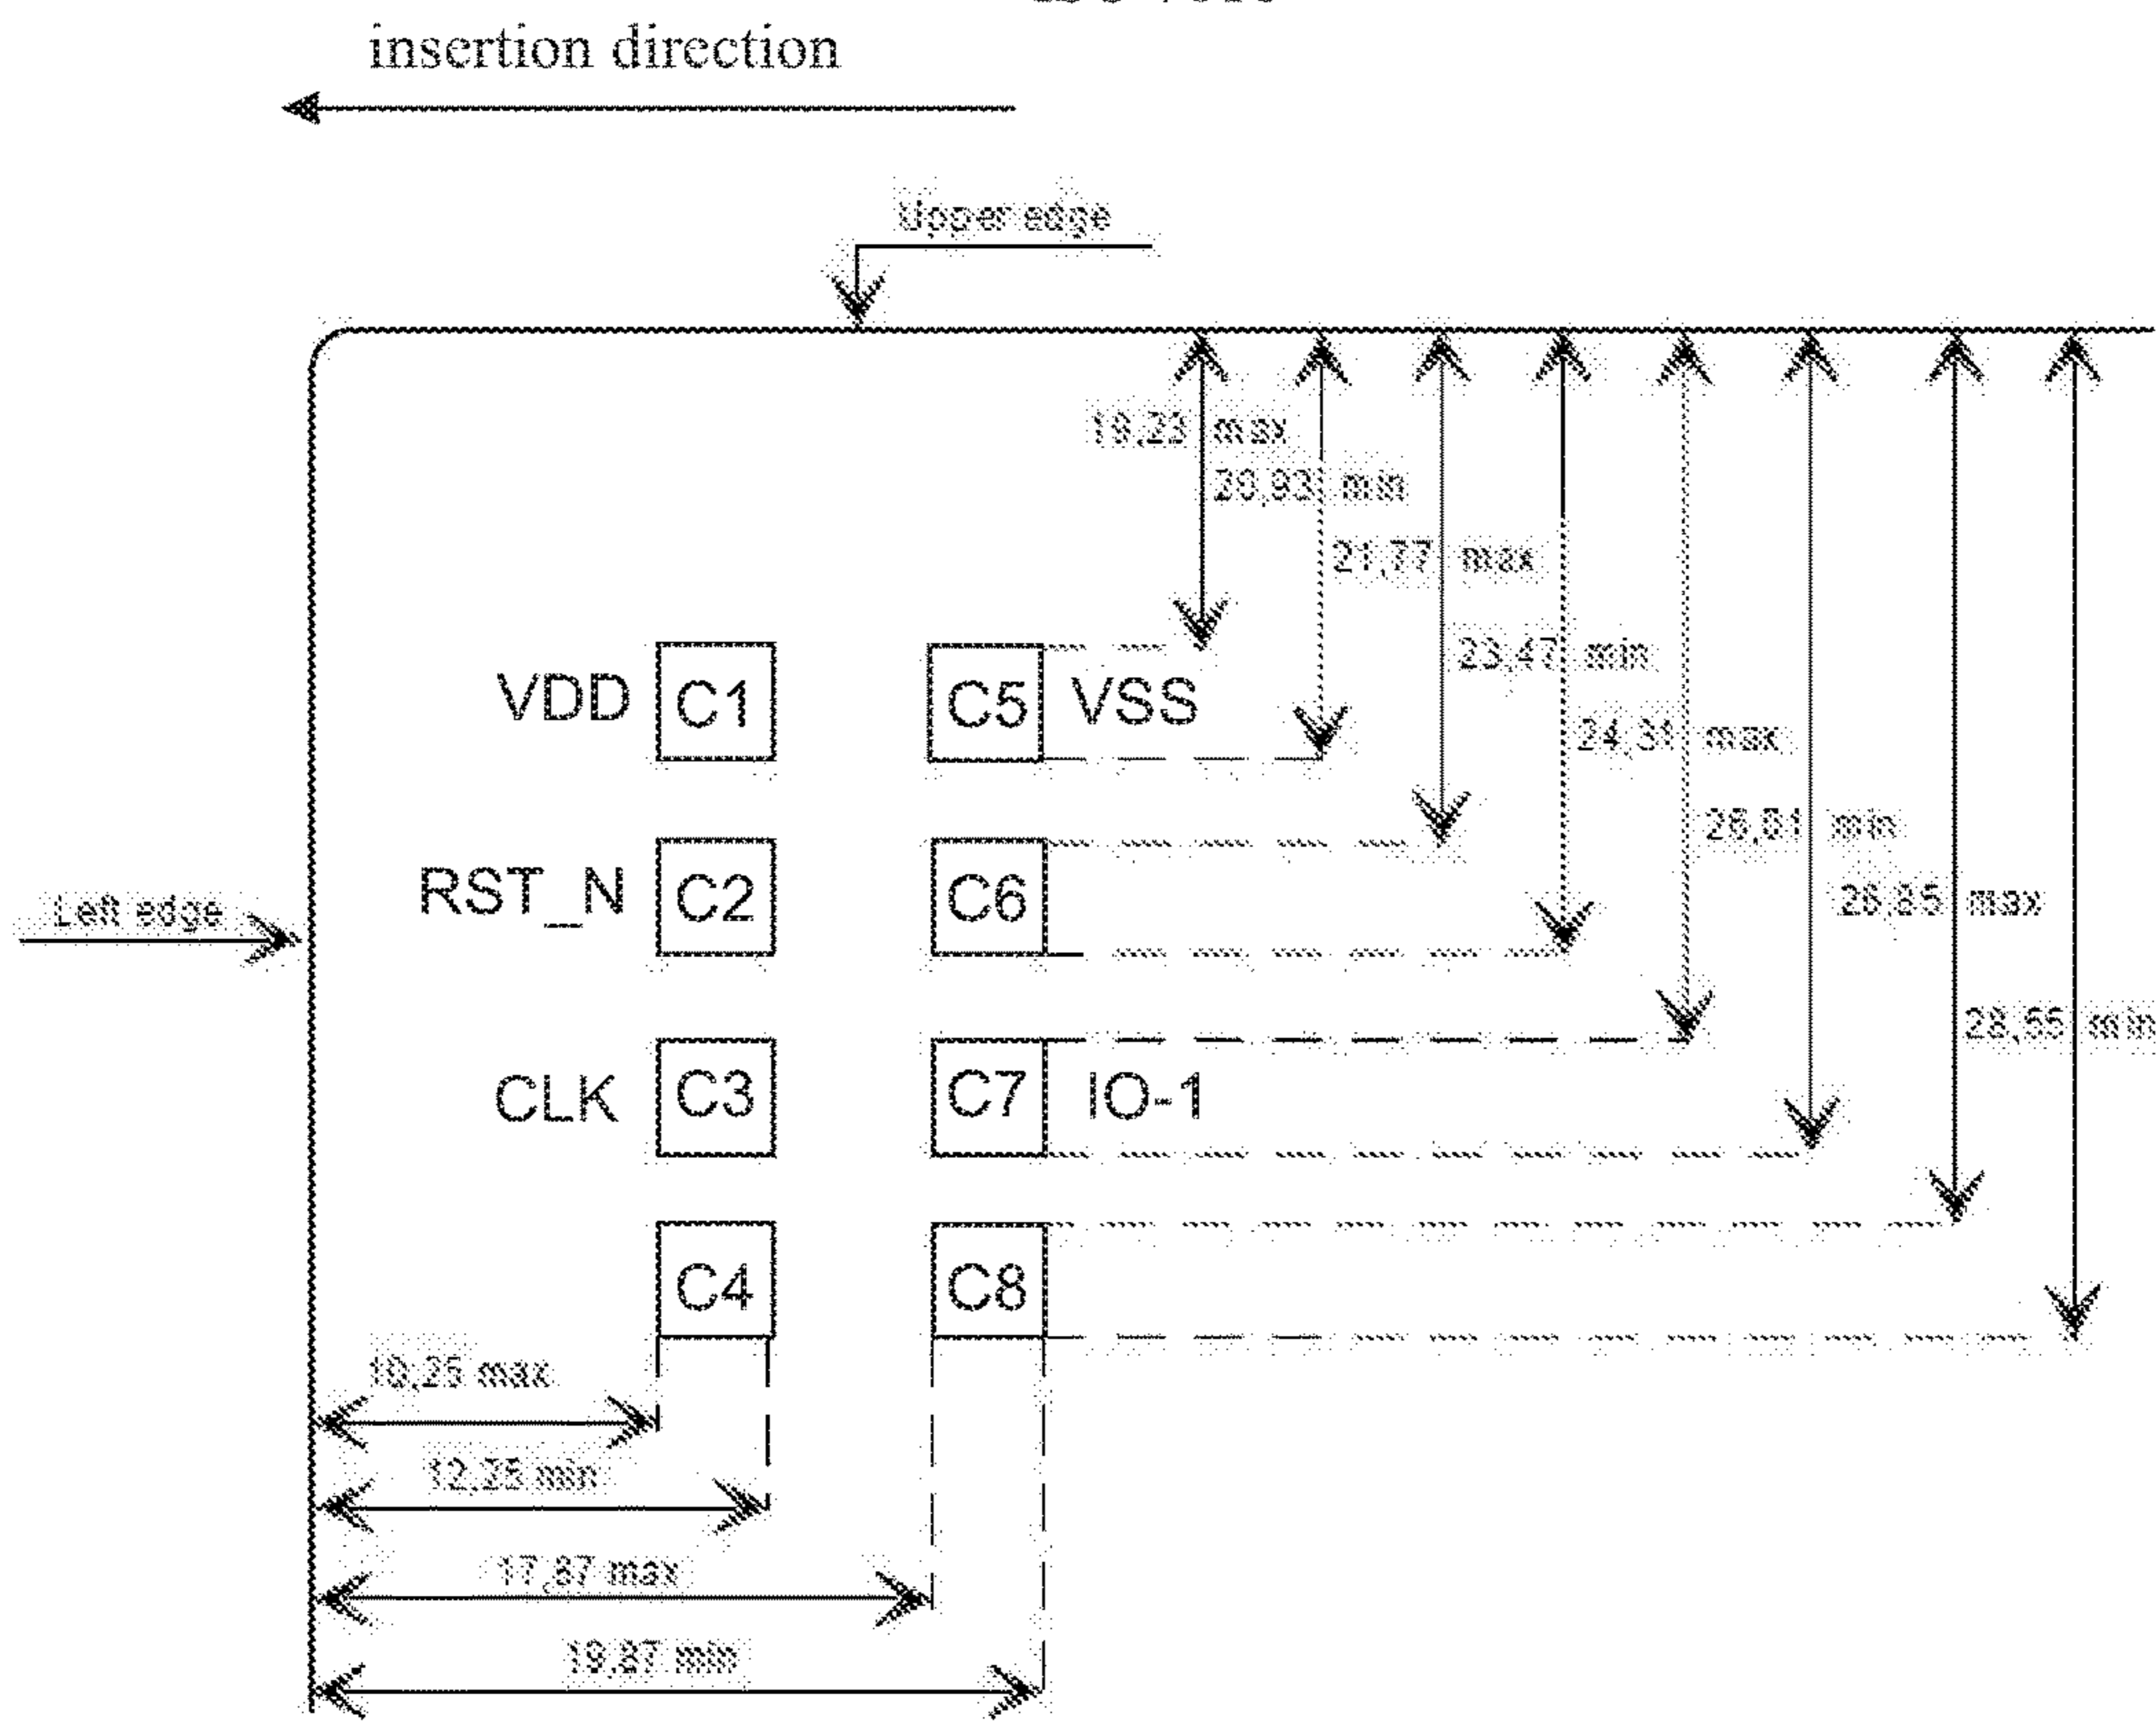 insertion direction
Upper edge
19,23 max
20,93 min
21,77 max
23,47 min
24,31 max
26,01 min
26,85 max
28,55 min
VDD C1 C5 VSS
RST_N C2 C6
Left edge
CLK C3 C7 IO-1
C4 C8
10,25 max
12,25 min
17,87 max
19,87 min